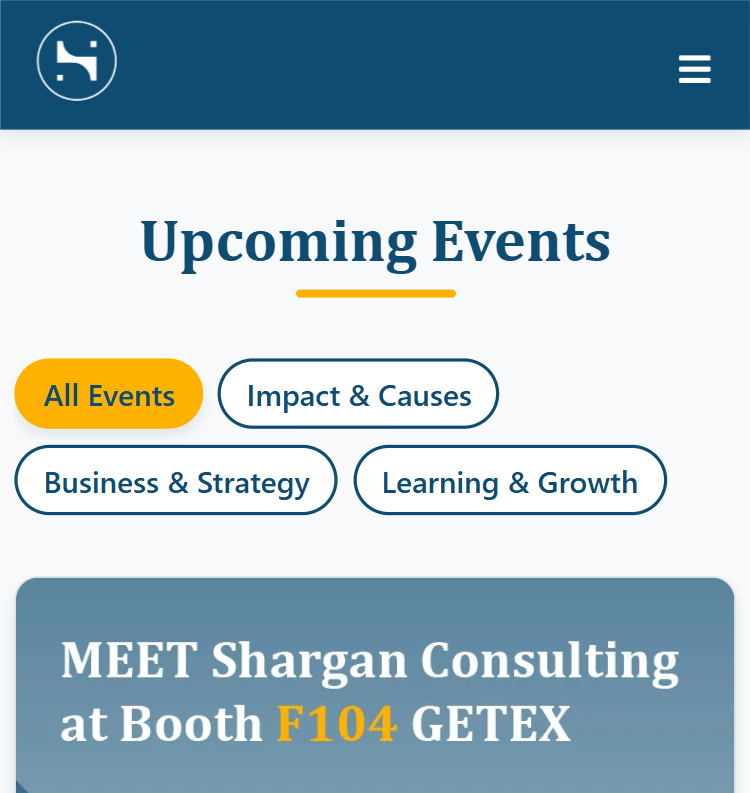 Upcoming Events
All Events
Impact & Causes
Business & Strategy
Learning & Growth
MEET Shargan Consulting
at Booth F104 GETEX